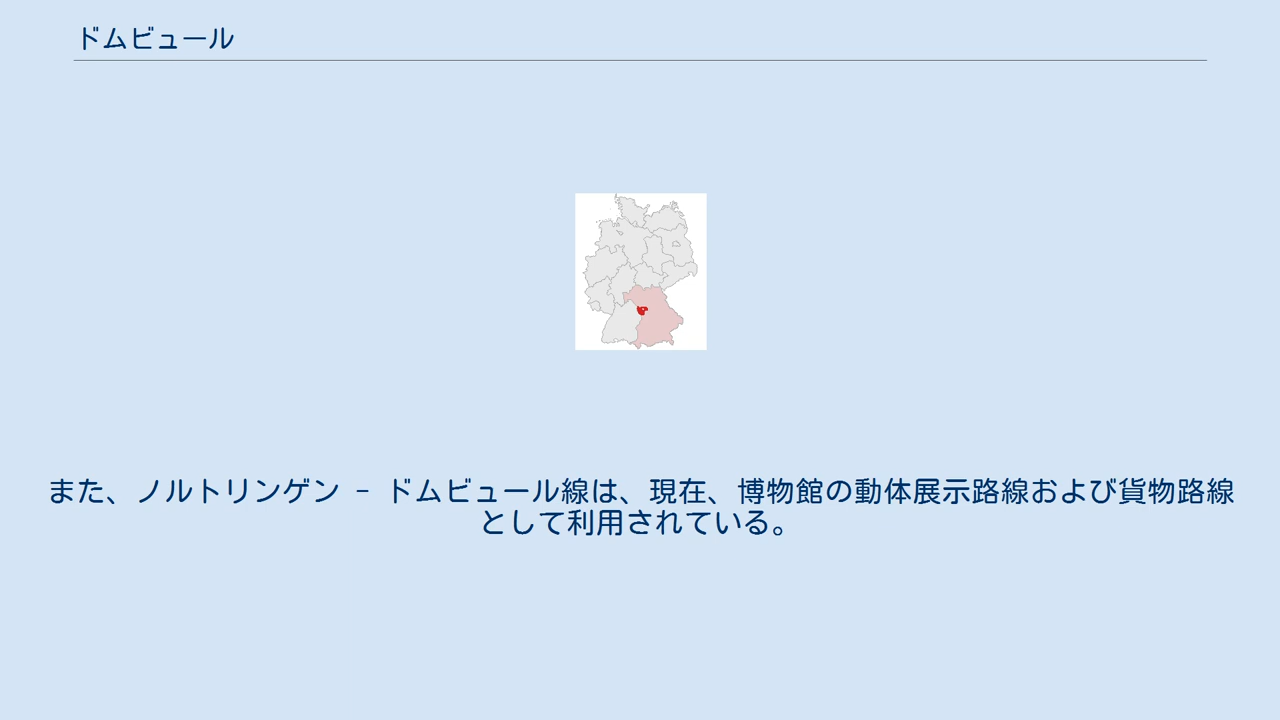 ドムビュール
また、ノルトリンゲン － ドムビュール線は、現在、博物館の動体展示路線および貨物路線
として利用されている。